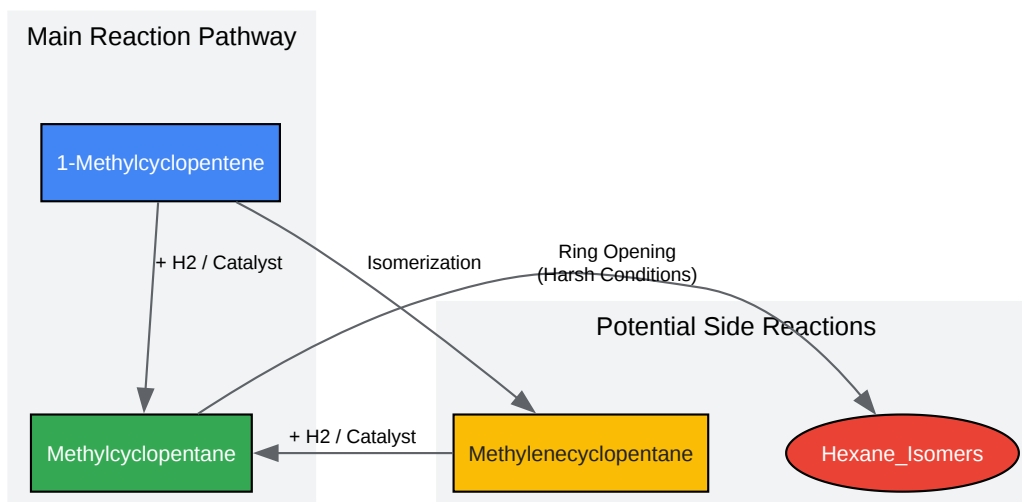 Main Reaction Pathway
1-Methylcyclopentene
+ H2 / Catalyst
Isomerization
Ring Opening
(Harsh Conditions)
Potential Side Reactions
Methylcyclopentane
+ H2 / Catalyst
Methylenecyclopentane
Hexane_Isomers